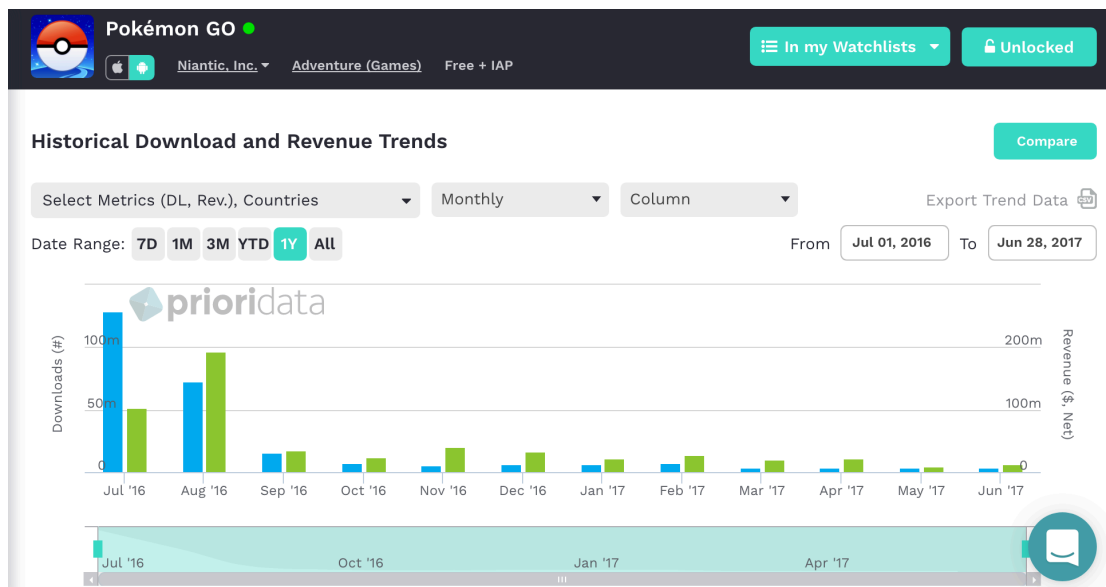 Pokémon GO
In my Watchlists
Unlocked
Niantic, Inc.
Adventure (Games)
Free + IAP
Historical Download and Revenue Trends
Compare
Select Metrics (DL, Rev.), Countries
Monthly
Column
Export Trend Data
CSV
Date Range: 7D 1M 3M YTD 1Y All
From Jul 01, 2016 To Jun 28, 2017
prioridata
Downloads (#)
100m
50m
0
200m
100m
0
Revenue ($, Net)
Jul '16 Aug '16 Sep '16 Oct '16 Nov '16 Dec '16 Jan '17 Feb '17 Mar '17 Apr '17 May '17 Jun '17
Jul '16 Oct '16 Jan '17 Apr '17